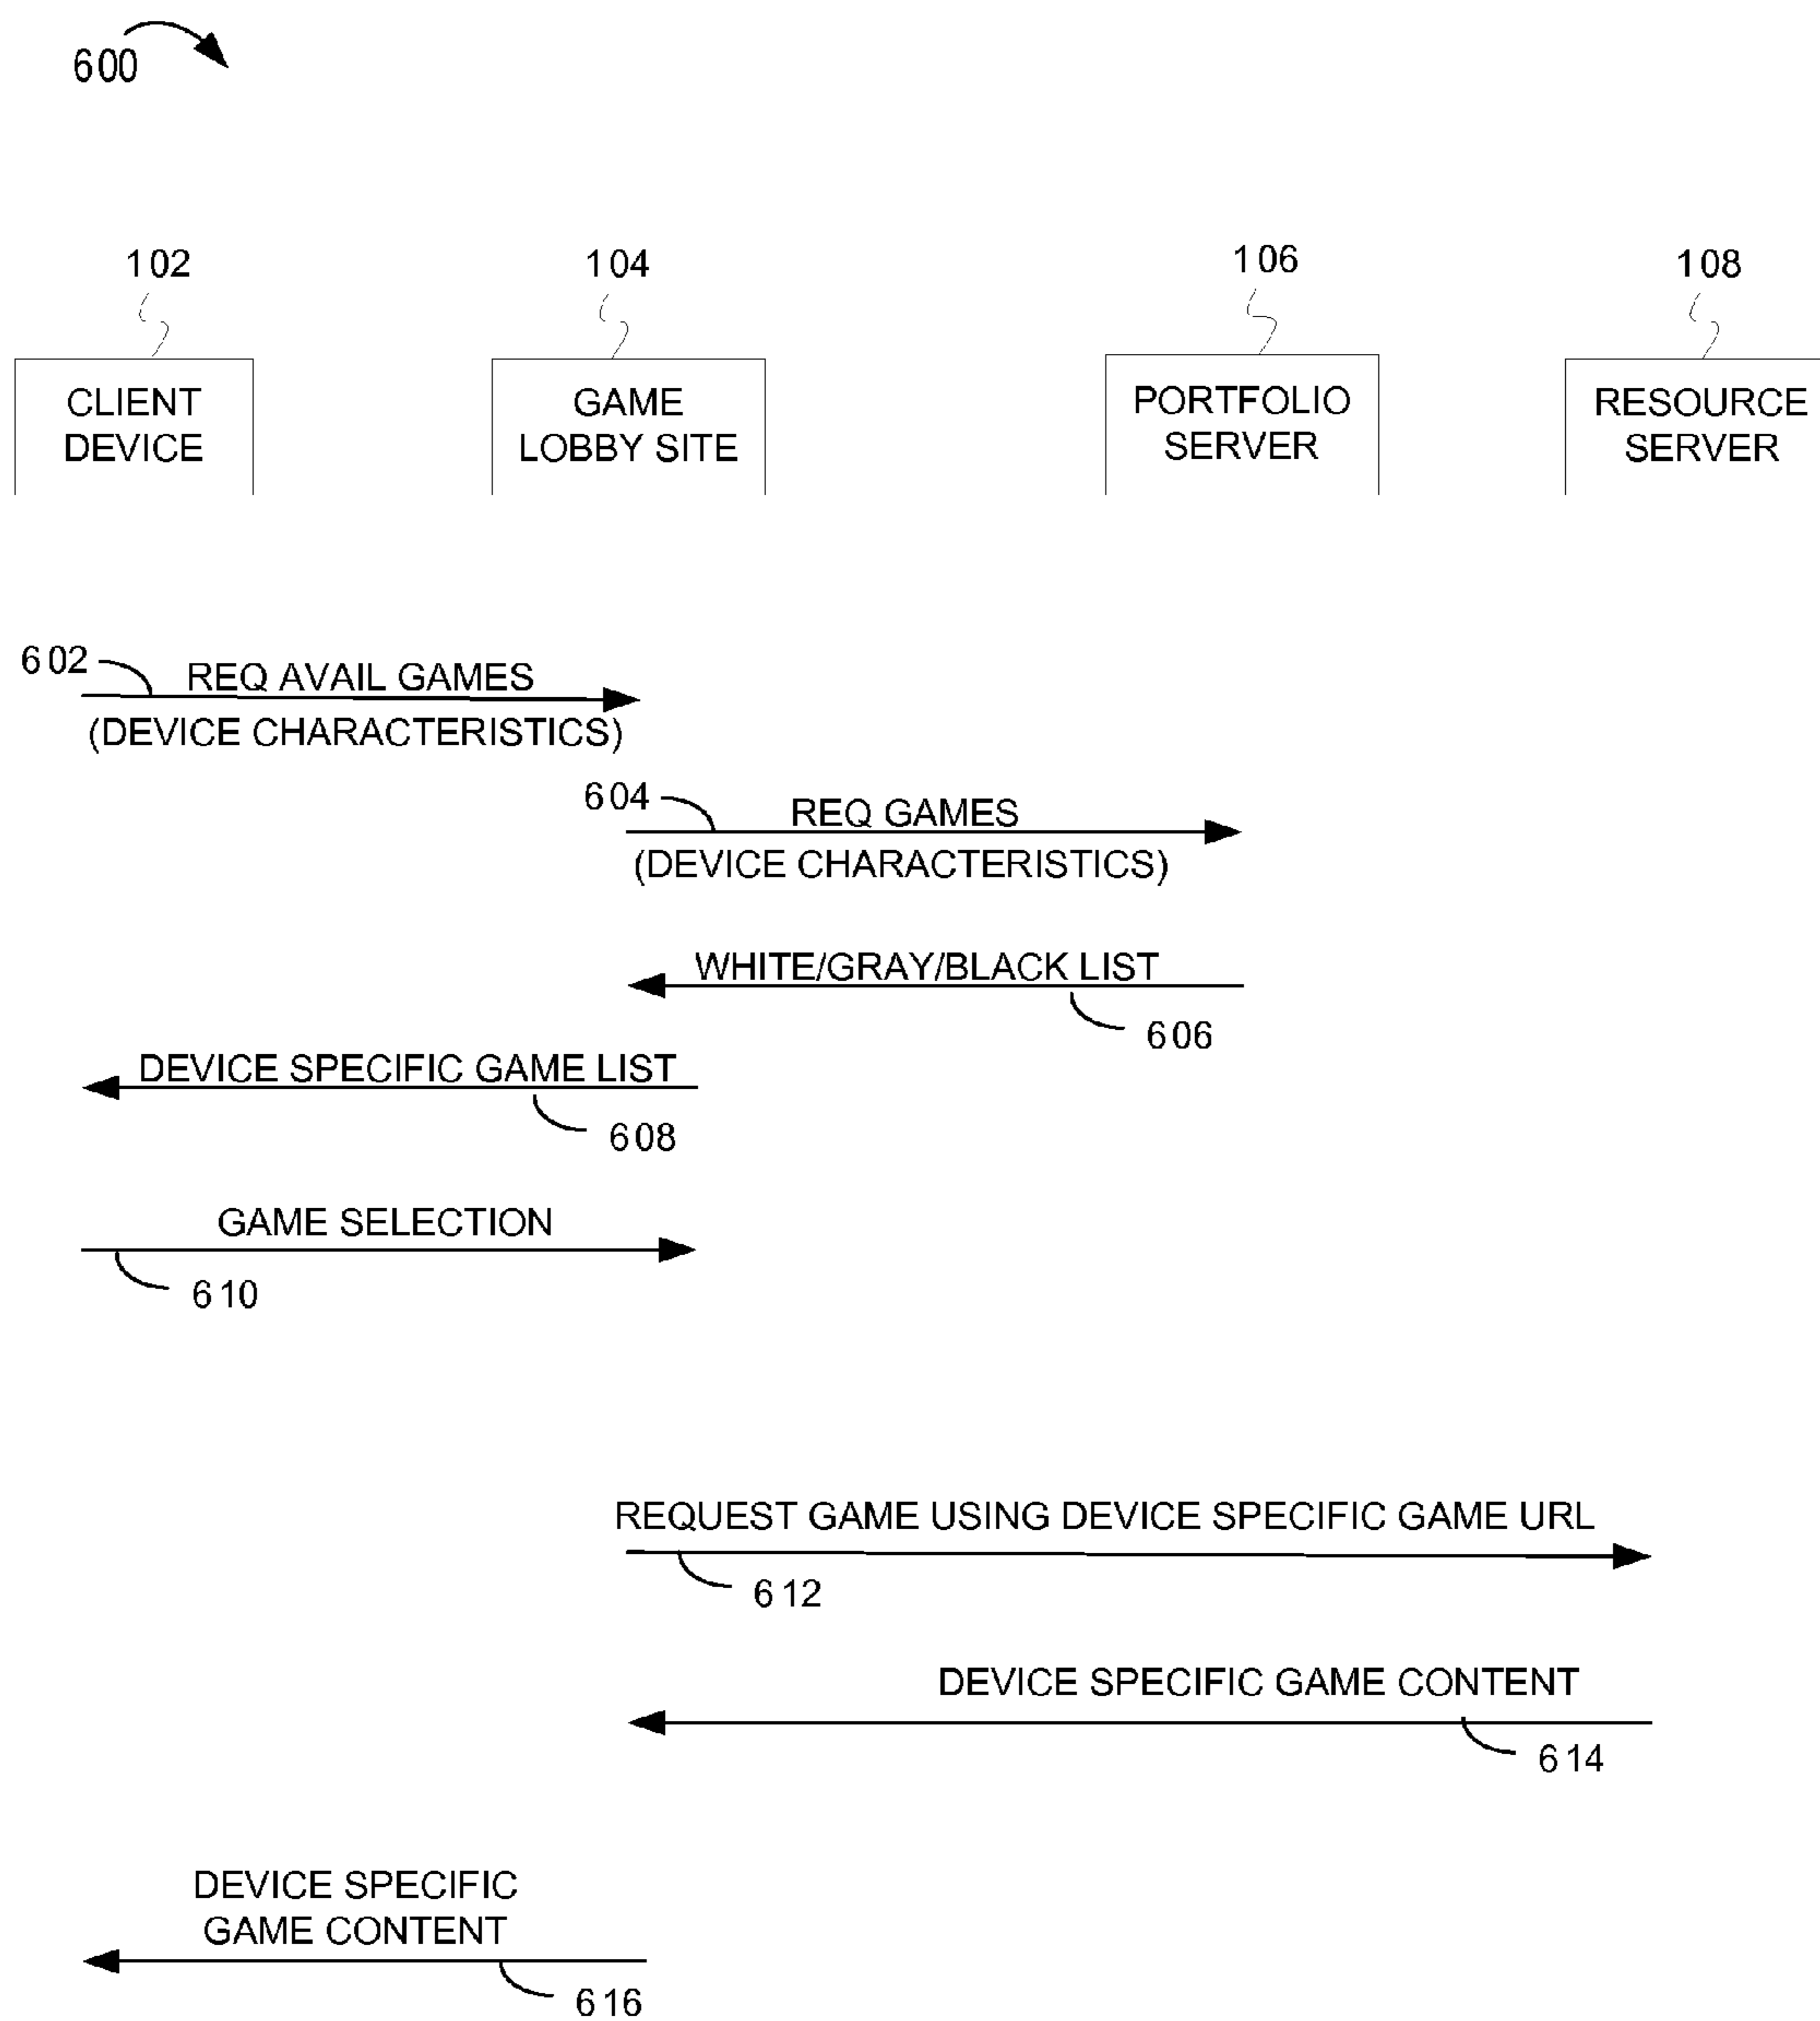 600
102
104
106
108
CLIENT
DEVICE
GAME
LOBBY SITE
PORTFOLIO
SERVER
RESOURCE
SERVER
602
REQ AVAIL GAMES
(DEVICE CHARACTERISTICS)
604
REQ GAMES
(DEVICE CHARACTERISTICS)
WHITE/GRAY/BLACK LIST
606
DEVICE SPECIFIC GAME LIST
608
GAME SELECTION
610
REQUEST GAME USING DEVICE SPECIFIC GAME URL
612
DEVICE SPECIFIC GAME CONTENT
614
DEVICE SPECIFIC
GAME CONTENT
616